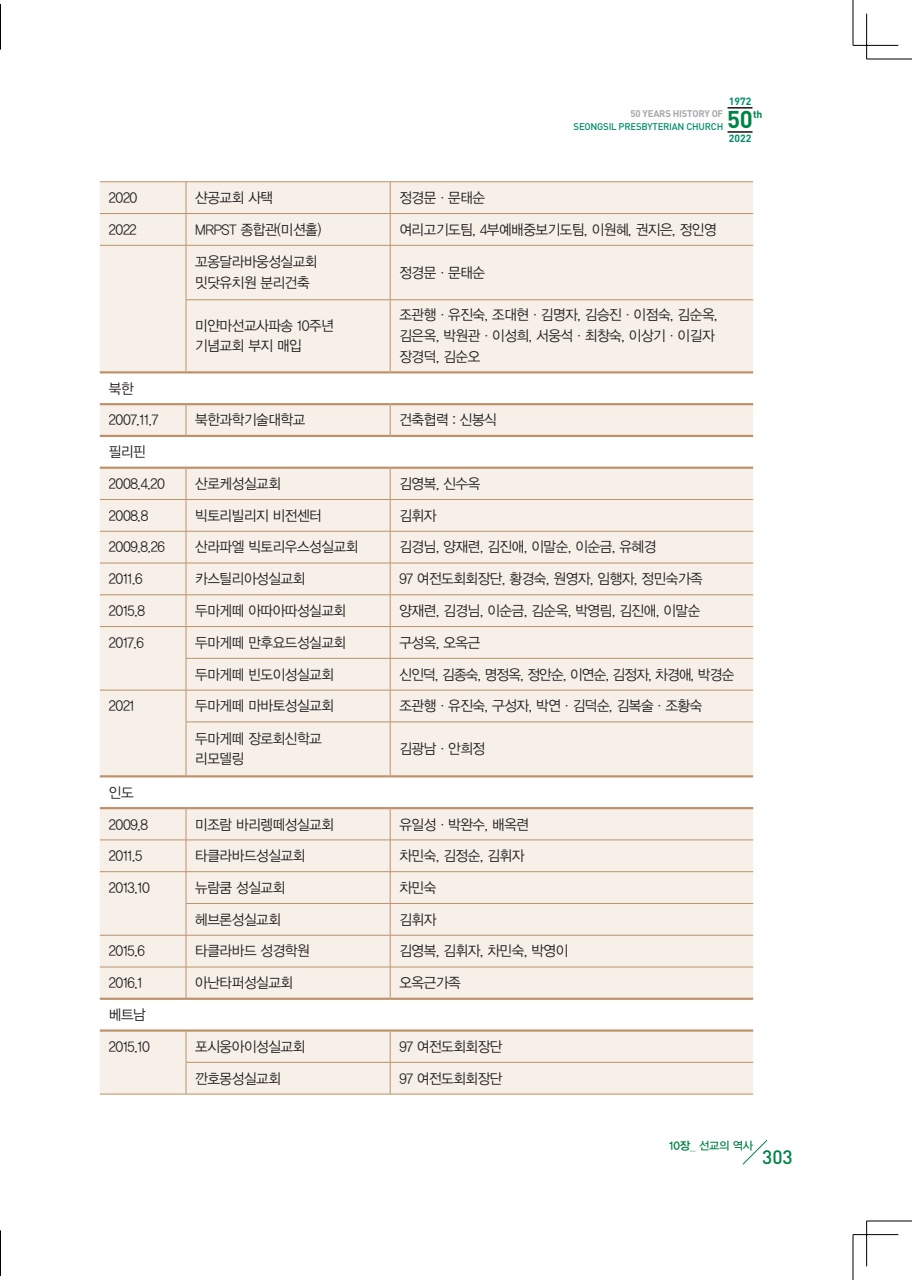 1972
50 YEARS HISTORY OF
50th
SEONGSIL PRESBYTERIAN CHURCH
2022
2020 샨공교회 사택 정경문 · 문태순
2022 MRPST 종합관(미션홀) 여리고기도팀, 4부예배중보기도팀, 이원혜, 권지은, 정인영
꼬옹달라바웅성실교회
밋닷유치원 분리건축
정경문 · 문태순
미얀마선교사파송 10주년
기념교회 부지 매입
조관행 · 유진숙, 조대현 · 김명자, 김승진 · 이점숙, 김순옥,
김은옥, 박원관 · 이성희, 서웅석 · 최창숙, 이상기 · 이길자
장경덕, 김순오
북한
2007.11.7 북한과학기술대학교 건축협력 : 신봉식
필리핀
2008.4.20 산로케성실교회 김영복, 신수옥
2008.8 빅토리빌리지 비전센터 김휘자
2009.8.26 산라파엘 빅토리우스성실교회 김경님, 양재련, 김진애, 이말순, 이순금, 유혜경
2011.6 카스틸리아성실교회 97 여전도회회장단, 황경숙, 원영자, 임행자, 정민숙가족
2015.8 두마게떼 아따아따성실교회 양재련, 김경님, 이순금, 김순옥, 박영림, 김진애, 이말순
2017.6 두마게떼 만후요드성실교회 구성옥, 오옥근
두마게떼 빈도이성실교회 신인덕, 김종숙, 명정옥, 정안순, 이연순, 김정자, 차경애, 박경순
2021 두마게떼 마바토성실교회 조관행 · 유진숙, 구성자, 박연 · 김덕순, 김복술 · 조황숙
두마게떼 장로회신학교
리모델링
김광남 · 안희정
인도
2009.8 미조람 바리렝떼성실교회 유일성 · 박완수, 배옥련
2011.5 타클라바드성실교회 차민숙, 김정순, 김휘자
2013.10 뉴람쿰 성실교회 차민숙
헤브론성실교회 김휘자
2015.6 타클라바드 성경학원 김영복, 김휘자, 차민숙, 박영이
2016.1 아난타퍼성실교회 오옥근가족
베트남
2015.10 포시웅아이성실교회 97 여전도회회장단
깐호몽성실교회 97 여전도회회장단
10장_ 선교의 역사 303